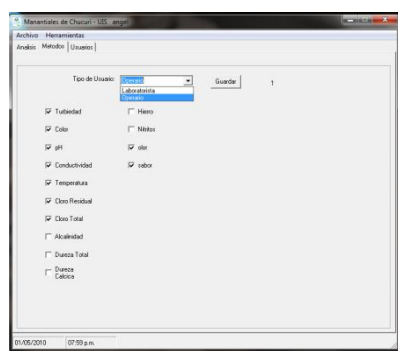 Manantiales de Chucurí - UIS angel
Archivo Herramientas
Analisis Metodos Usuarios
Tipo de Usuario: Operario Guardar 1
Laboratorista
Operario
Turbiedad Hierro
Color Nitritos
pH olor
Conductividad sabor
Temperatura
Cloro Residual
Cloro Total
Alcalinidad
Dureza Total
Dureza
Calcica
01/05/2010 07:59 p.m.